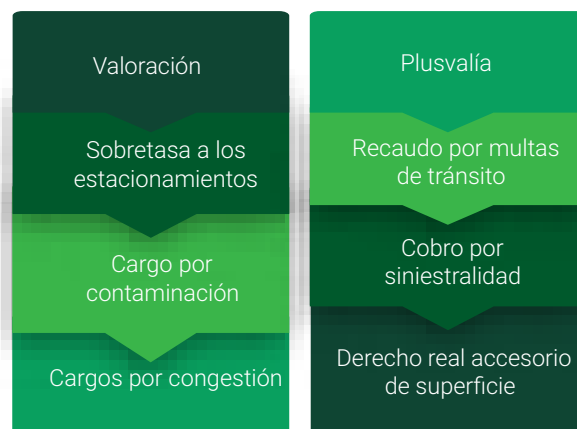 Valoración
Sobretasa a los
estacionamientos
Cargo por
contaminación
Cargos por congestión
Plusvalía
Recaudo por multas
de tránsito
Cobro por
siniestralidad
Derecho real accesorio
de superficie